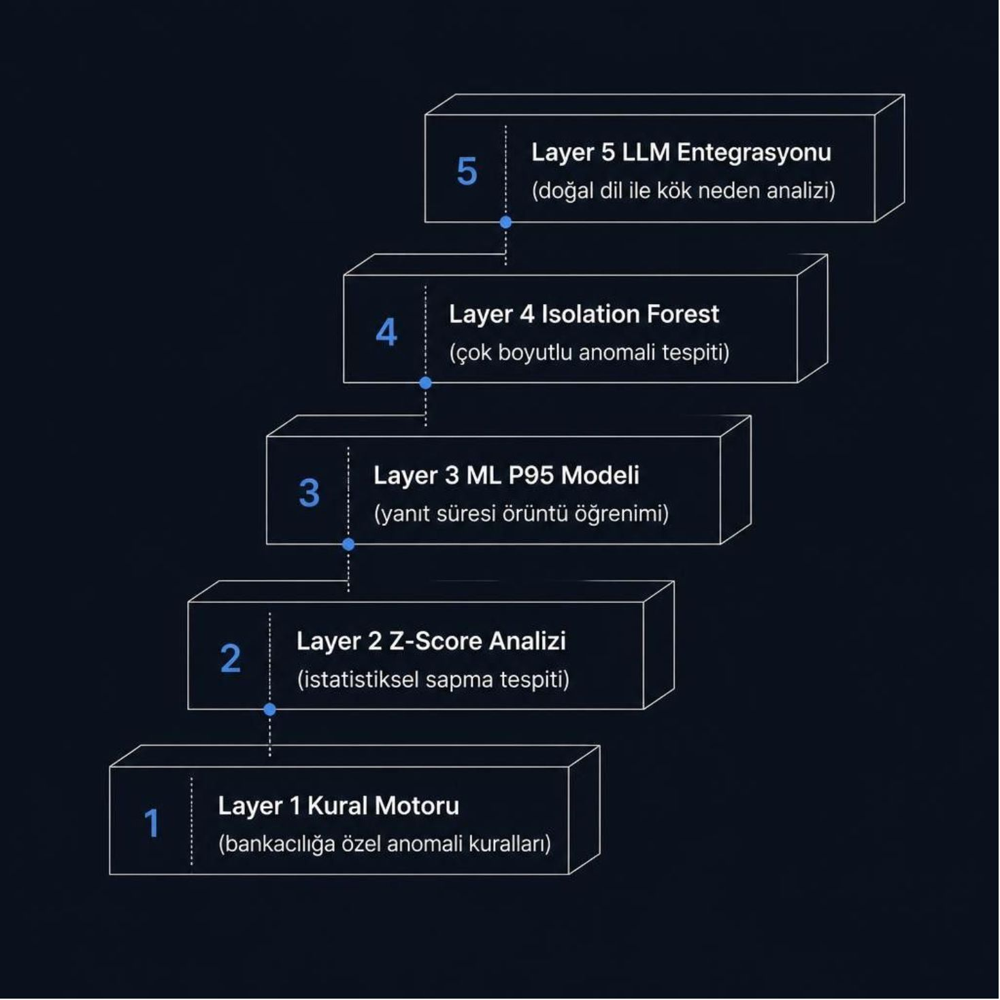 5
Layer 5 LLM Entegrasyonu
(doğal dil ile kök neden analizi)
4
Layer 4 Isolation Forest
(çok boyutlu anomali tespiti)
3
Layer 3 ML P95 Modeli
(yanıt süresi örüntü öğrenimi)
2
Layer 2 Z-Score Analizi
(istatistiksel sapma tespiti)
1
Layer 1 Kural Motoru
(bankacılığa özel anomali kuralları)